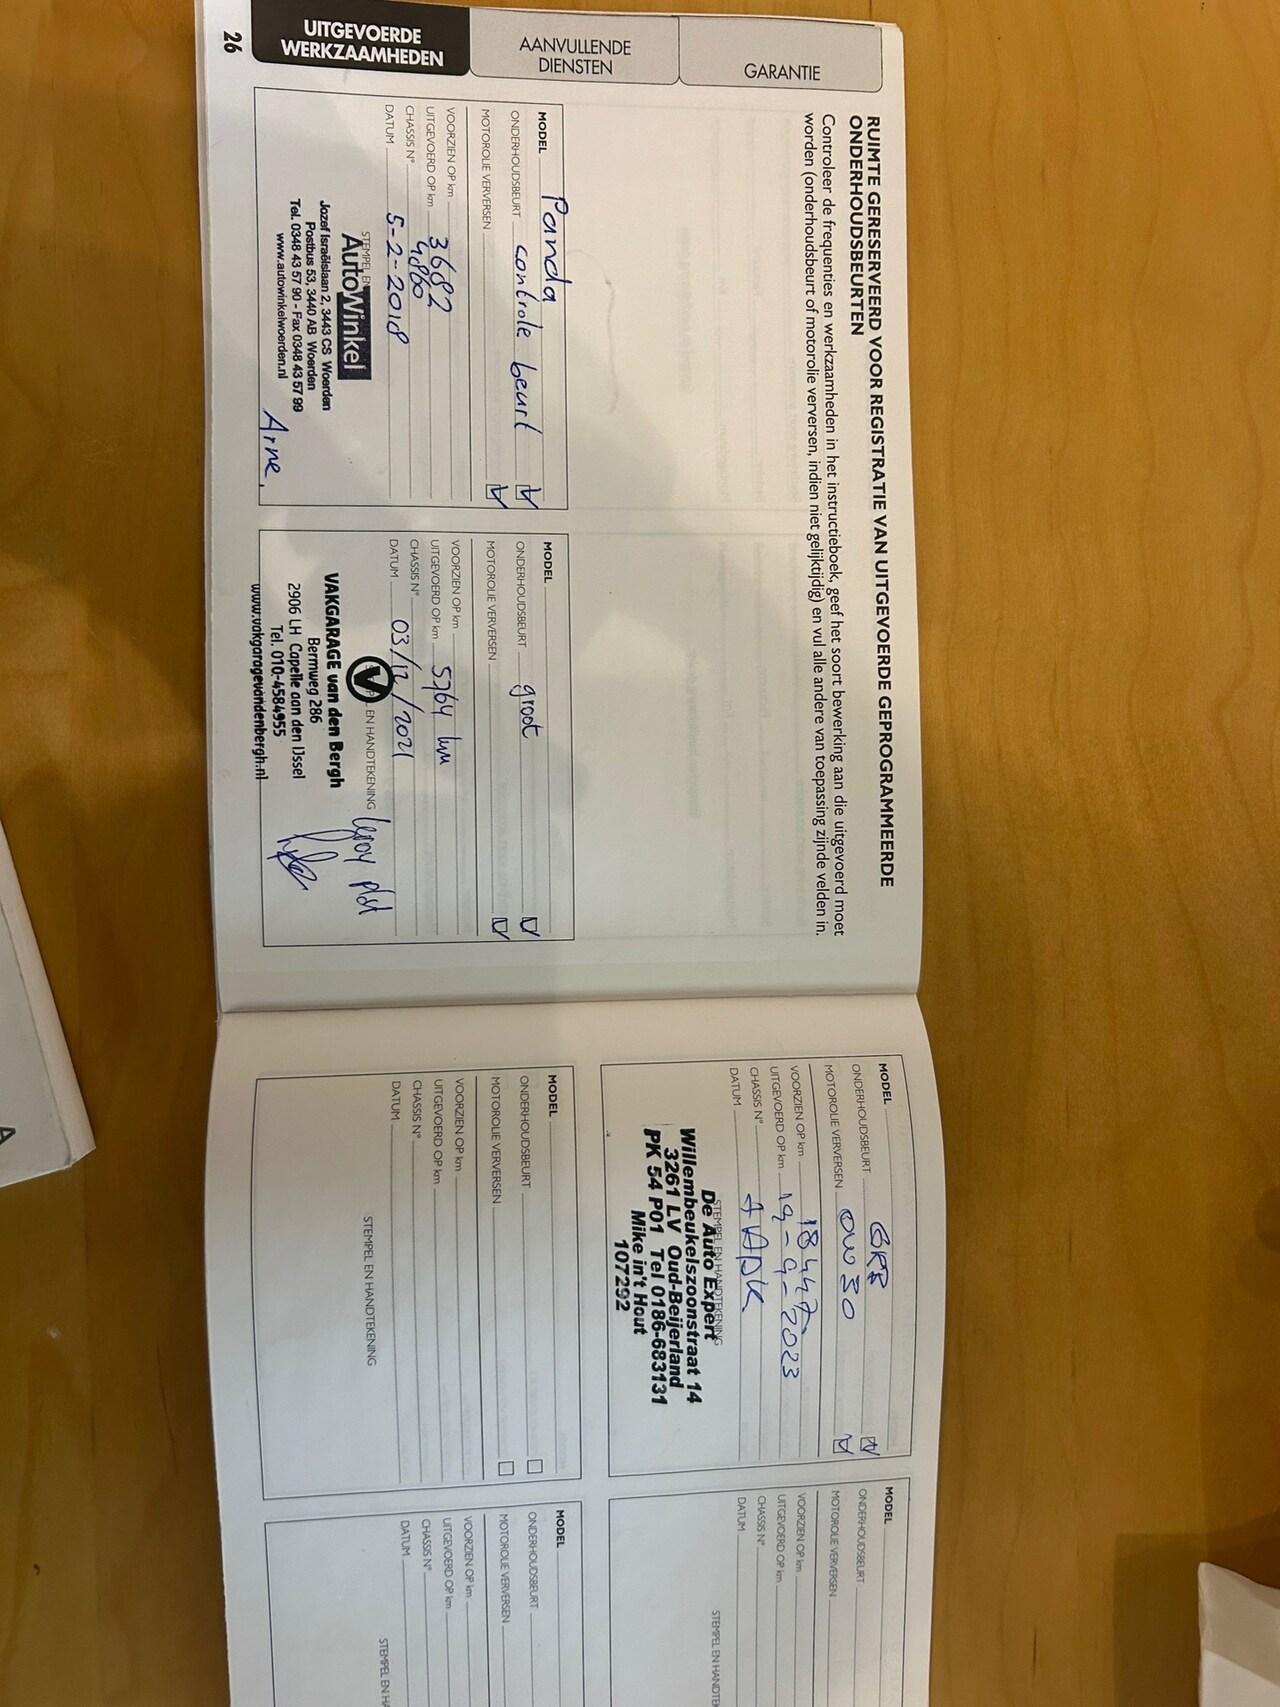 UITGEVOERDE
WERKZAAMHEDEN
AANVULLENDE
DIENSTEN
GARANTIE
26
RUIMTE GERESERVEERD VOOR REGISTRATIE VAN UITGEVOERDE GEPROGRAMMEERDE
ONDERHOUDSBEURTEN
Controleer de frequenties en werkzaamheden in het instructieboek, geef het soort bewerking aan die uitgevoerd moet
worden (onderhoudsbeurt of motorolie verversen, indien niet gelijktijdig) en vul alle andere van toepassing zijnde velden in.
MODEL Panda
ONDERHOUDSBEURT controle beurt
MOTOROLIE VERVERSEN
VOORZIEN OP km
UITGEVOERD OP km 3682
CHASSIS N° 4860
DATUM 5-2-2018
STEMPEL EN
AutoWinkel
Jozef Israëlslaan 2, 3443 CS Woerden
Postbus 53, 3440 AB Woerden
Tel. 0348 43 57 90 - Fax 0348 43 57 99
www.autowinkelwoerden.nl
Arne.
MODEL
ONDERHOUDSBEURT groot
MOTOROLIE VERVERSEN
VOORZIEN OP km
UITGEVOERD OP km 5764 km
CHASSIS N°
DATUM 03/12/2021
EN HANDTEKENING
VAKGARAGE van den Bergh
Bermweg 286
2906 LH Capelle aan den IJssel
Tel. 010-4584955
www.vakgaragevandenbergh.nl
MODEL
ONDERHOUDSBEURT
MOTOROLIE VERVERSEN OW30
VOORZIEN OP km 18447
UITGEVOERD OP km 19-9-2023
CHASSIS N°
DATUM
STEMPEL EN HANDTEKENING
De Auto Expert
Willembeukelszoonstraat 14
3261 LV Oud-Beijerland
PK 54 P01 Tel 0186-683131
Mike in't Hout
107292
MODEL
ONDERHOUDSBEURT
MOTOROLIE VERVERSEN
VOORZIEN OP km
UITGEVOERD OP km
CHASSIS N°
DATUM
STEMPEL EN HANDTE
MODEL
ONDERHOUDSBEURT
MOTOROLIE VERVERSEN
VOORZIEN OP km
UITGEVOERD OP km
CHASSIS N°
DATUM
STEMPEL EN HANDTEKENING
MODEL
ONDERHOUDSBEURT
MOTOROLIE VERVERSEN
VOORZIEN OP km
UITGEVOERD OP km
CHASSIS N°
DATUM
STEMPEL EN HA
A